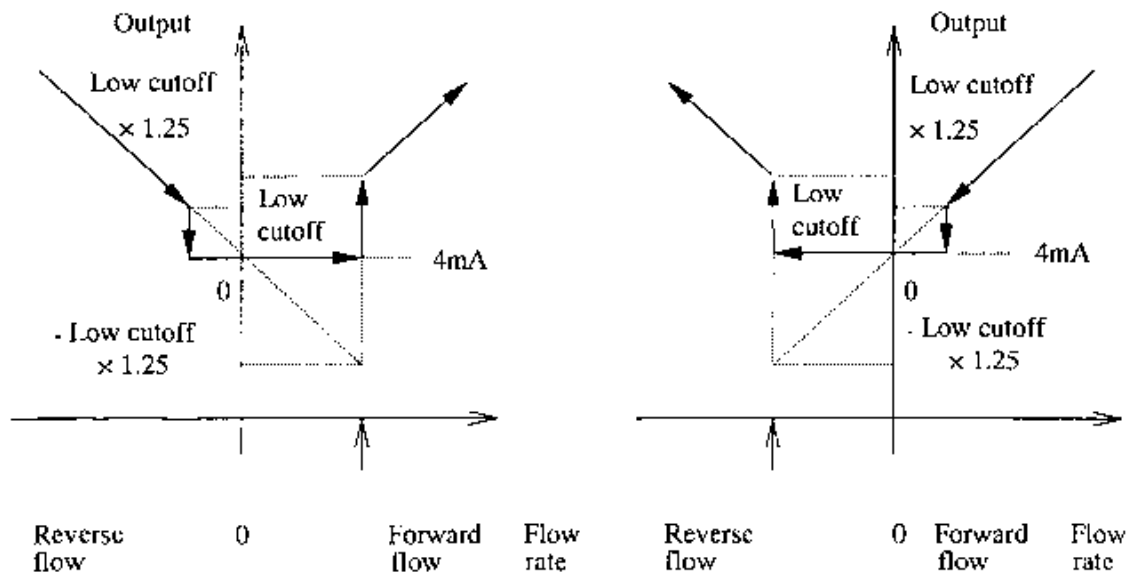 Output
Low cutoff
× 1.25
Low
cutoff
4mA
0
- Low cutoff
× 1.25
Reverse
flow
0
Forward
flow
Flow
rate
Output
Low cutoff
× 1.25
Low
cutoff
4mA
0
- Low cutoff
× 1.25
Reverse
flow
0
Forward
flow
Flow
rate